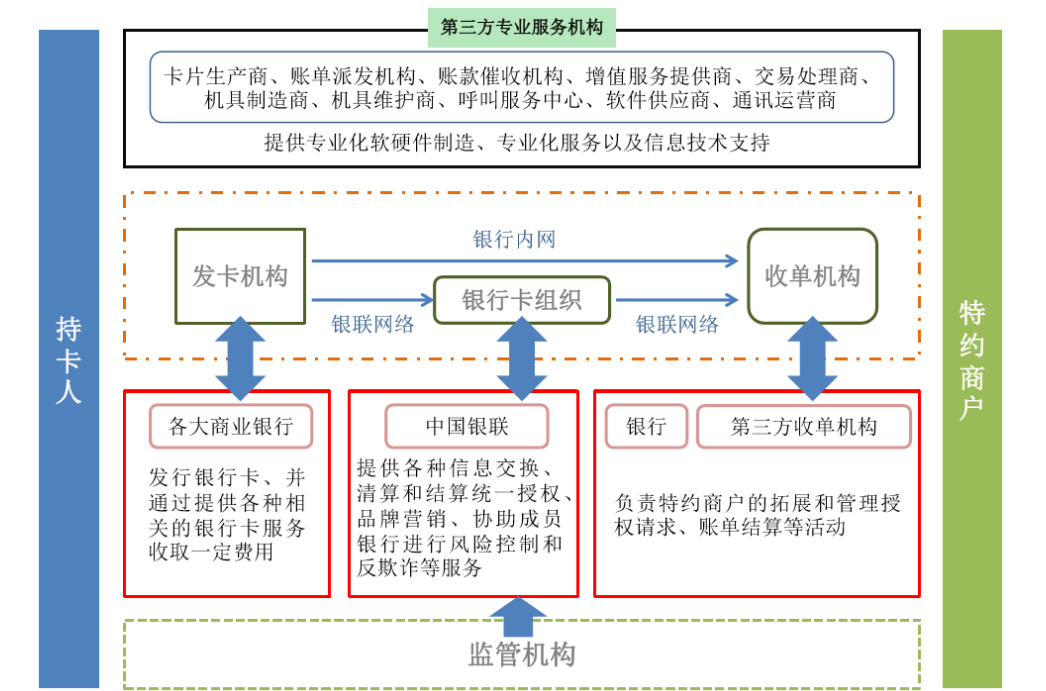 第三方专业服务机构
卡片生产商、账单派发机构、账款催收机构、增值服务提供商、交易处理商、
机具制造商、机具维护商、呼叫服务中心、软件供应商、通讯运营商
提供专业化软硬件制造、专业化服务以及信息技术支持
持卡人
特约商户
发卡机构
银行内网
银行卡组织
收单机构
银联网络
银联网络
各大商业银行
发行银行卡、并
通过提供各种相
关的银行卡服务
收取一定费用
中国银联
提供各种信息交换、
清算和结算统一授权、
品牌营销、协助成员
银行进行风险控制和
反欺诈等服务
银行
第三方收单机构
负责特约商户的拓展和管理授
权请求、账单结算等活动
监管机构